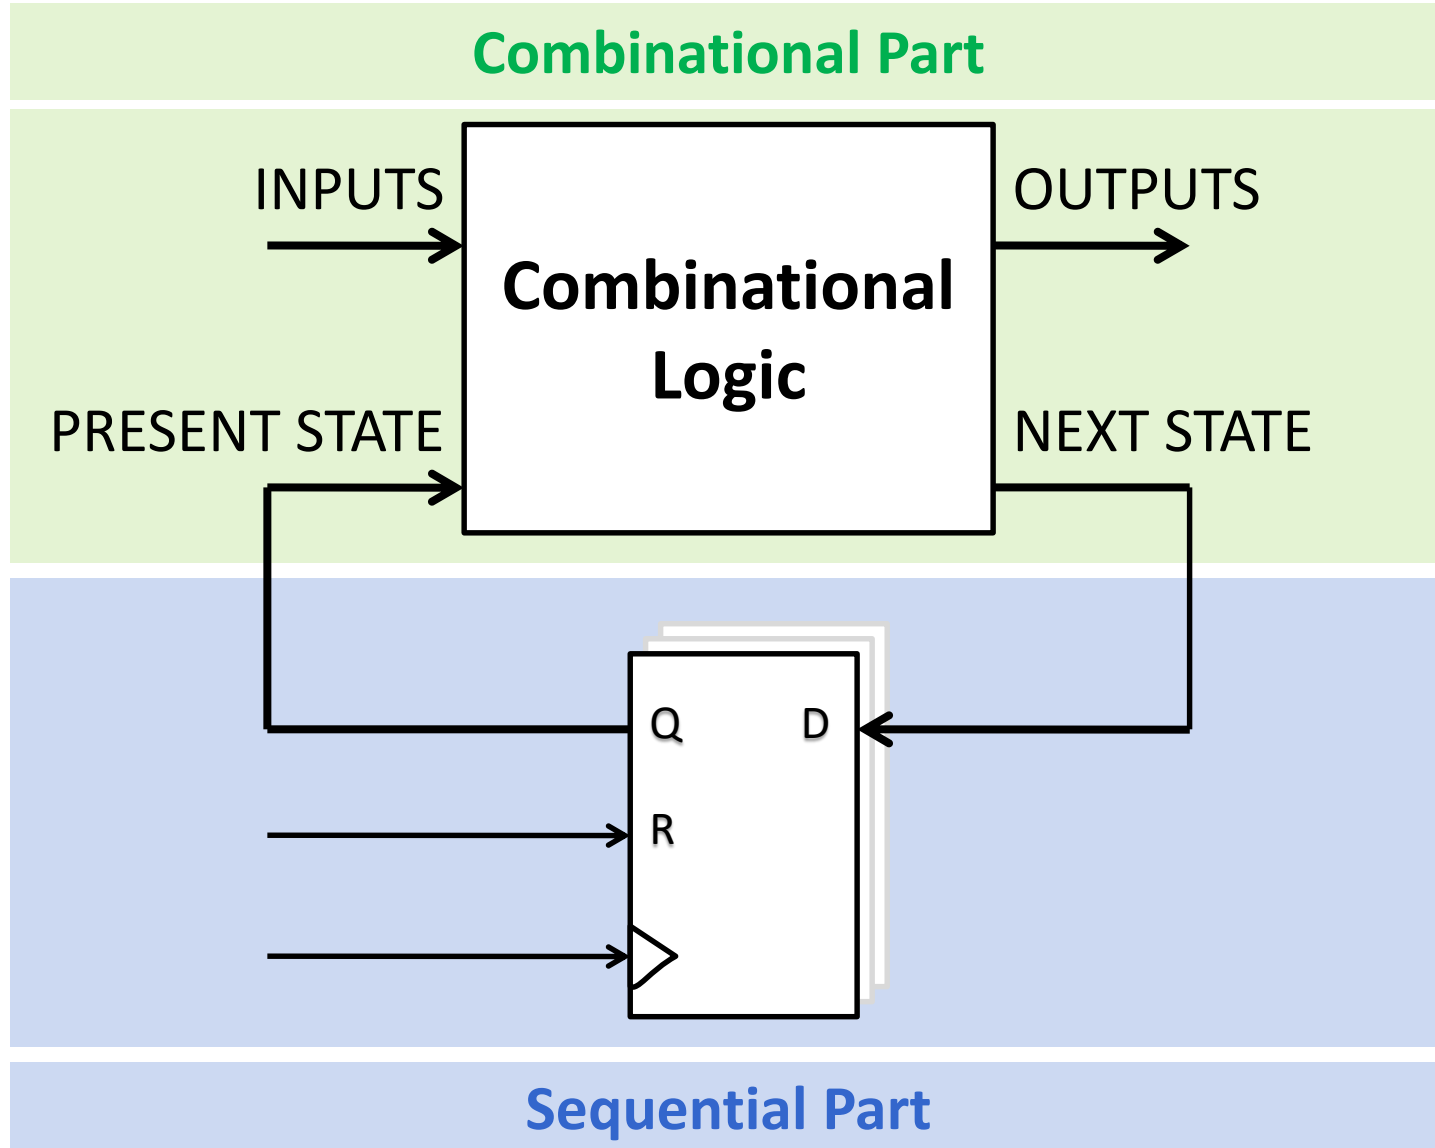 Combinational Part
INPUTS
OUTPUTS
Combinational
Logic
PRESENT STATE
NEXT STATE
Q
D
R
Sequential Part